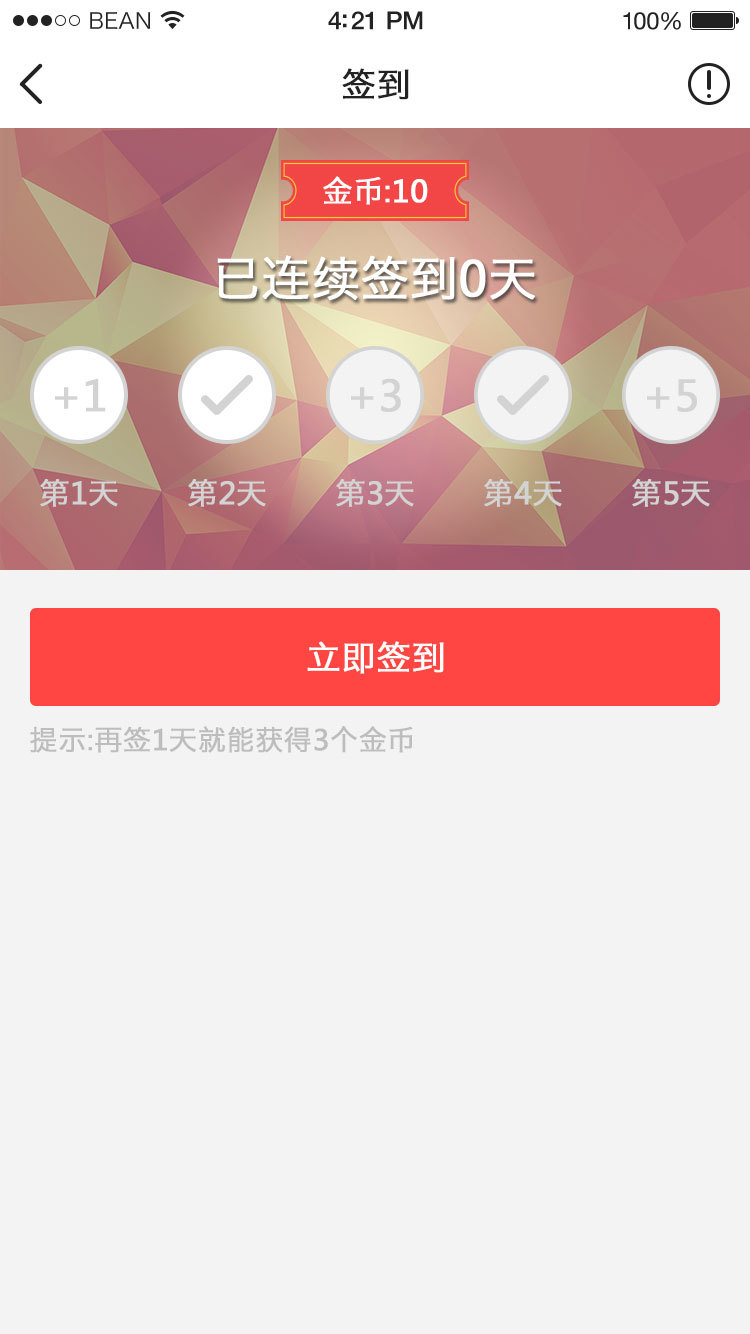 BEAN 4:21 PM 100%
签到
金币:10
已连续签到0天
+1 +3 +5
第1天 第2天 第3天 第4天 第5天
立即签到
提示:再签1天就能获得3个金币